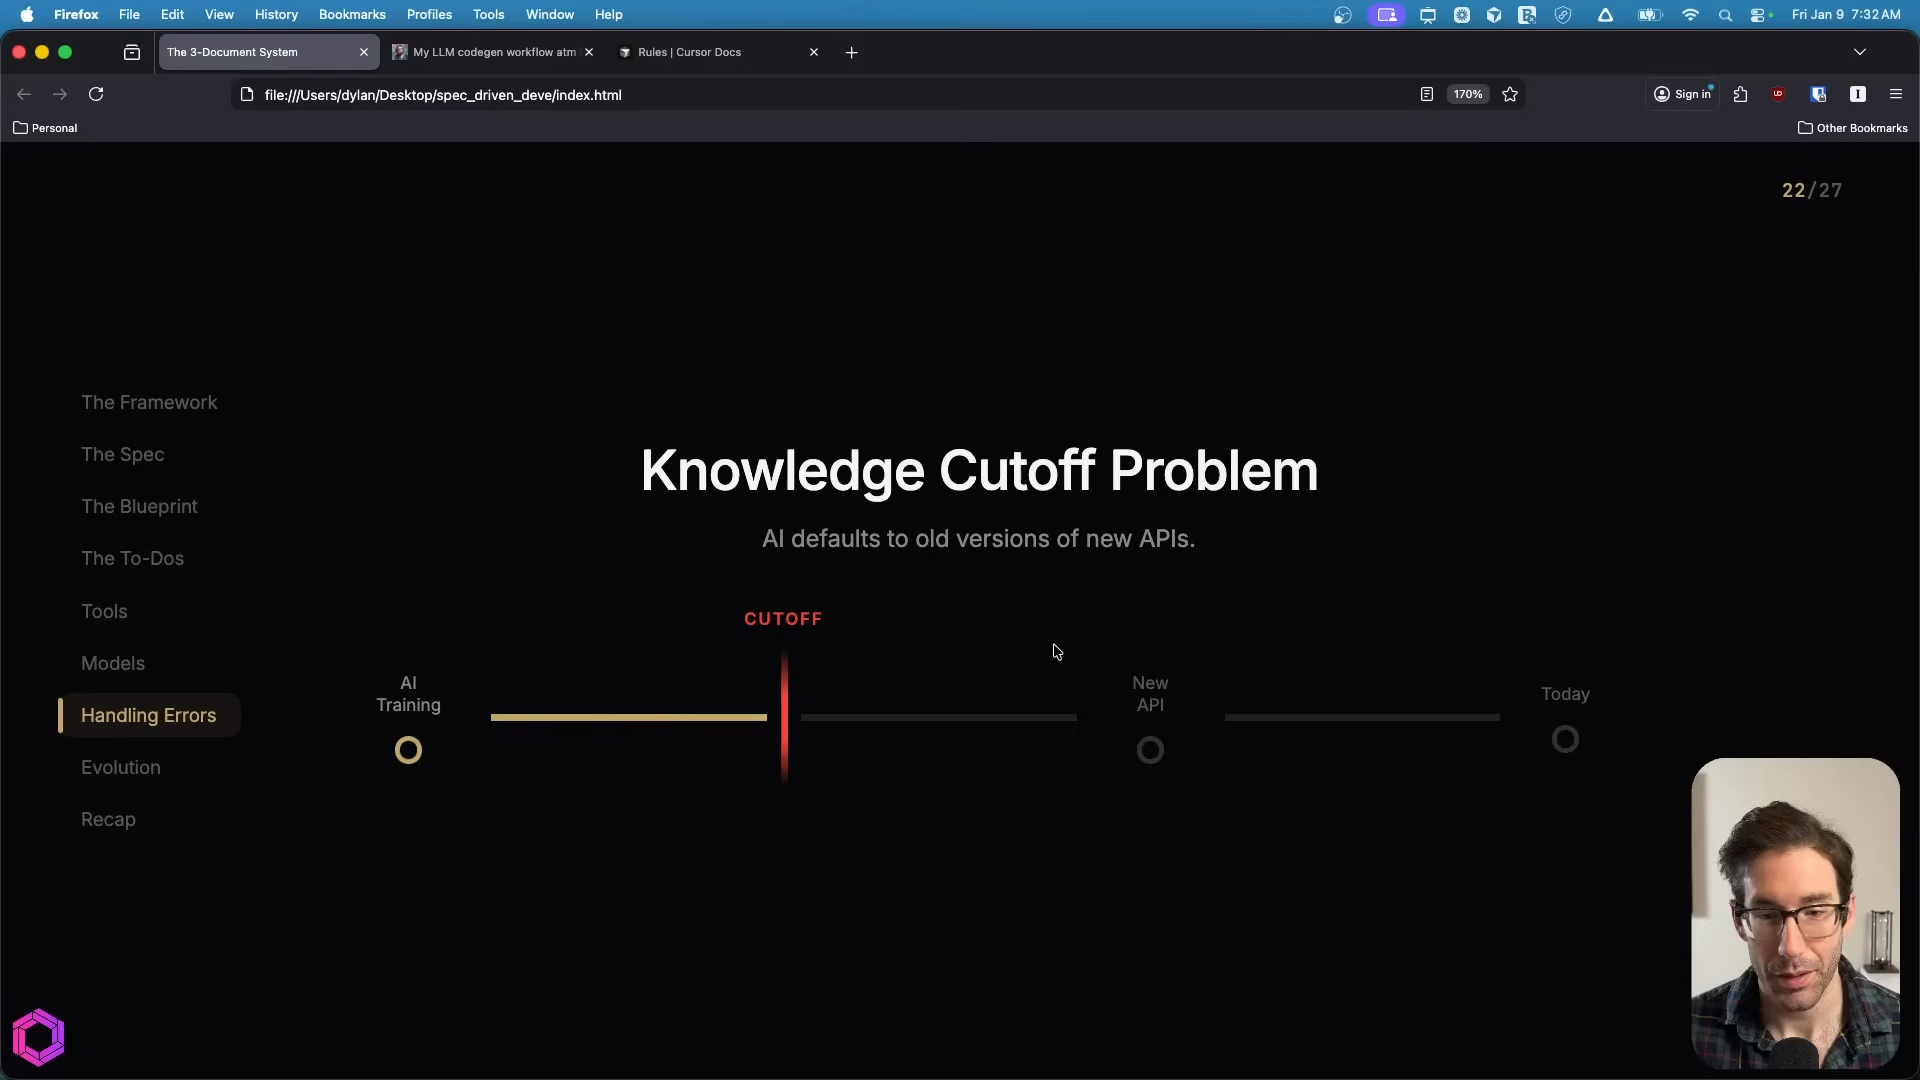 Firefox File Edit View History Bookmarks Profiles Tools Window Help Fri Jan 9 7:32 AM
The 3-Document System My LLM codegen workflow atm Rules | Cursor Docs
file:///Users/dylan/Desktop/spec_driven_deve/index.html 170% Sign in
Personal Other Bookmarks
22/27
The Framework
The Spec
The Blueprint
The To-Dos
Tools
Models
Handling Errors
Evolution
Recap
Knowledge Cutoff Problem
AI defaults to old versions of new APIs.
CUTOFF
AI
Training
New
API
Today